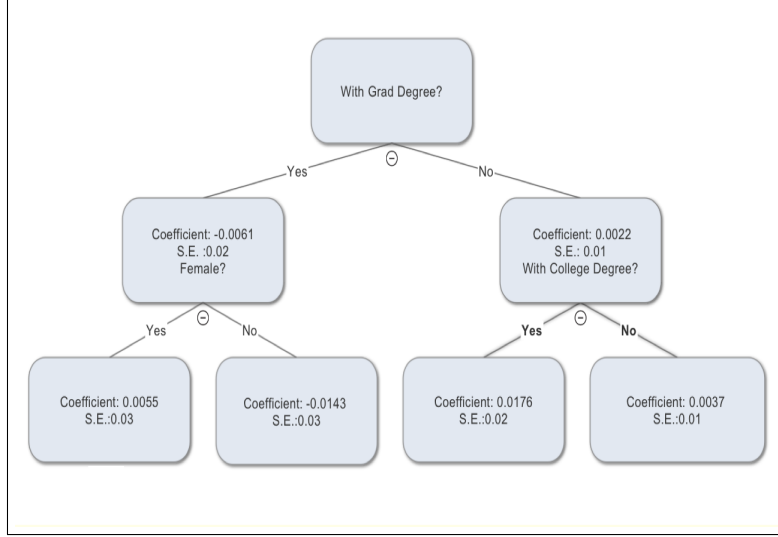 With Grad Degree?
Yes
No
Coefficient: -0.0061
S.E. :0.02
Female?
Coefficient: 0.0022
S.E.: 0.01
With College Degree?
Yes
No
Yes
No
Coefficient: 0.0055
S.E.:0.03
Coefficient: -0.0143
S.E.:0.03
Coefficient: 0.0176
S.E.:0.02
Coefficient: 0.0037
S.E.:0.01